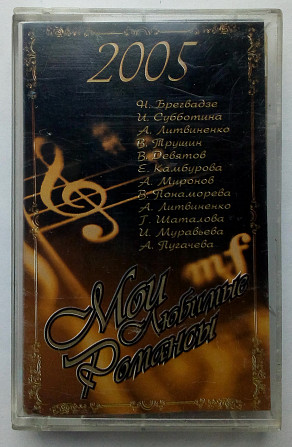 2005
Н. Брегвадзе
И. Субботина
А. Литвиненко
В. Трушин
В. Девятов
Е. Камбурова
А. Миронов
В. Понаморева
А. Литвиненко
Т. Шаталова
И. Муравьева
А. Пугачева
mf
Мои
Любимые
Романсы